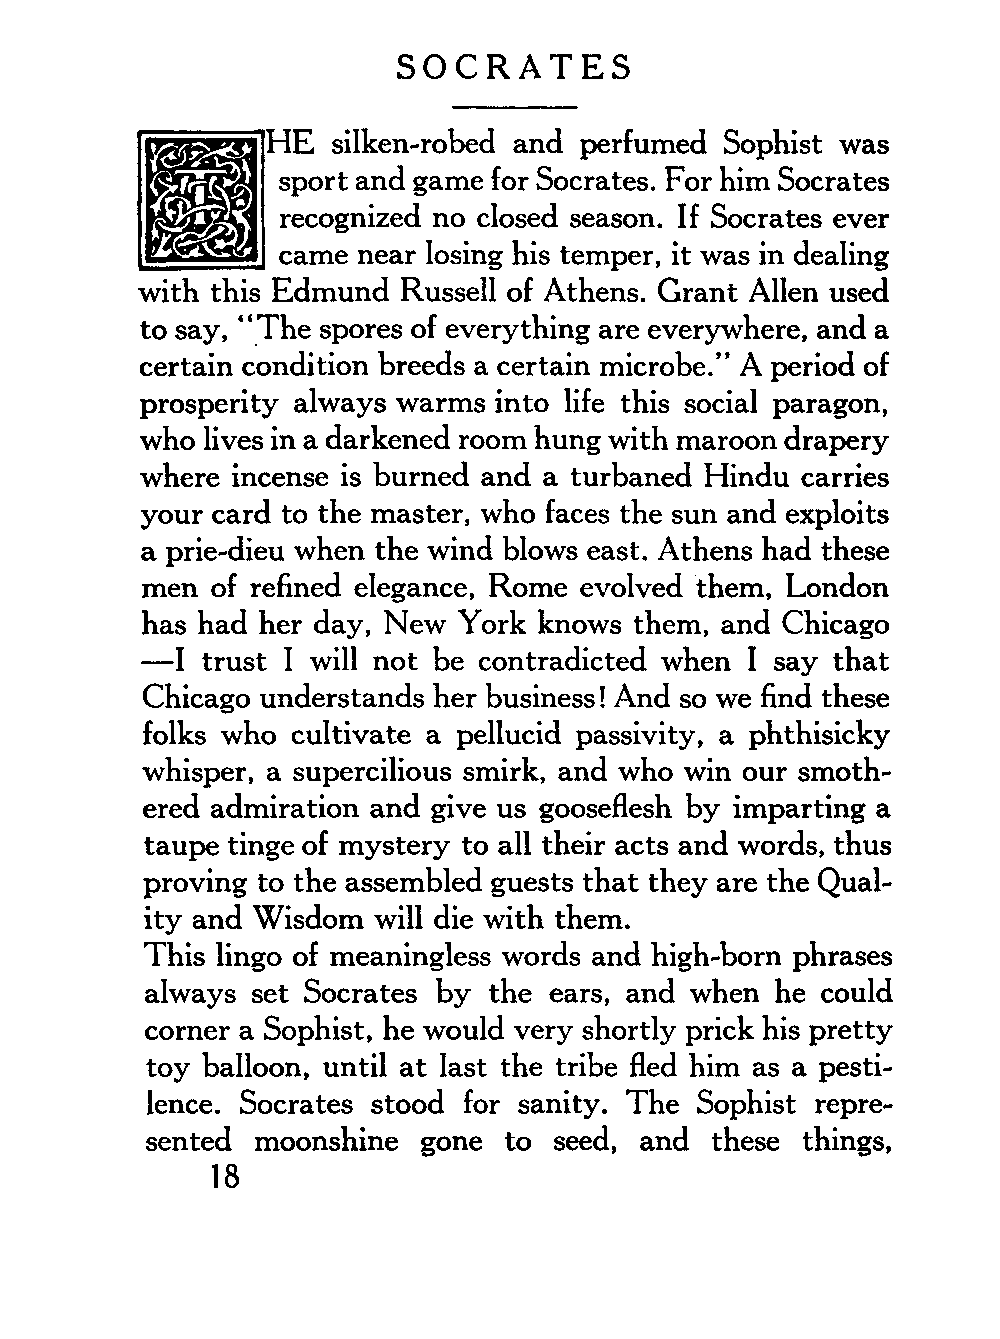 SOCRATES
THE silken-robed and perfumed Sophist was
sport and game for Socrates. For him Socrates
recognized no closed season. If Socrates ever
came near losing his temper, it was in dealing
with this Edmund Russell of Athens. Grant Allen used
to say, “The spores of everything are everywhere, and a
certain condition breeds a certain microbe.” A period of
prosperity always warms into life this social paragon,
who lives in a darkened room hung with maroon drapery
where incense is burned and a turbaned Hindu carries
your card to the master, who faces the sun and exploits
a prie-dieu when the wind blows east. Athens had these
men of refined elegance, Rome evolved them, London
has had her day, New York knows them, and Chicago
—I trust I will not be contradicted when I say that
Chicago understands her business! And so we find these
folks who cultivate a pellucid passivity, a phthisicky
whisper, a supercilious smirk, and who win our smoth-
ered admiration and give us gooseflesh by imparting a
taupe tinge of mystery to all their acts and words, thus
proving to the assembled guests that they are the Qual-
ity and Wisdom will die with them.
This lingo of meaningless words and high-born phrases
always set Socrates by the ears, and when he could
corner a Sophist, he would very shortly prick his pretty
toy balloon, until at last the tribe fled him as a pesti-
lence. Socrates stood for sanity. The Sophist repre-
sented moonshine gone to seed, and these things,
18